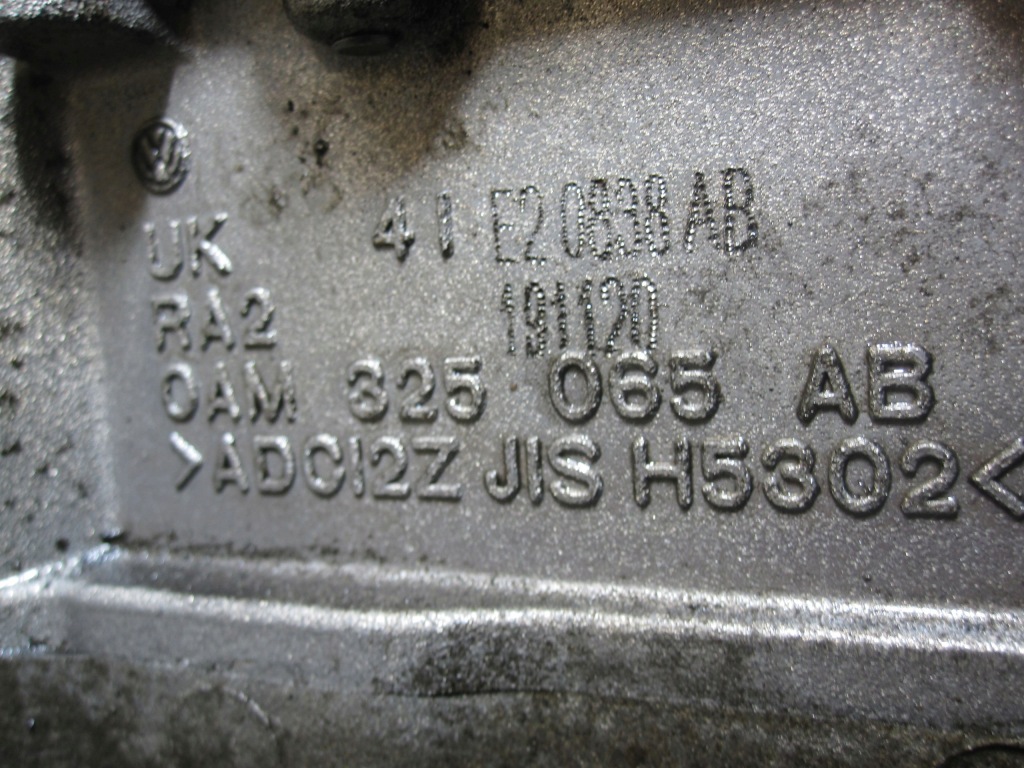 UK 41 E2 0838 AB
RA2 191120
0AM 325 065 AB
>ADC12Z JIS H5302<